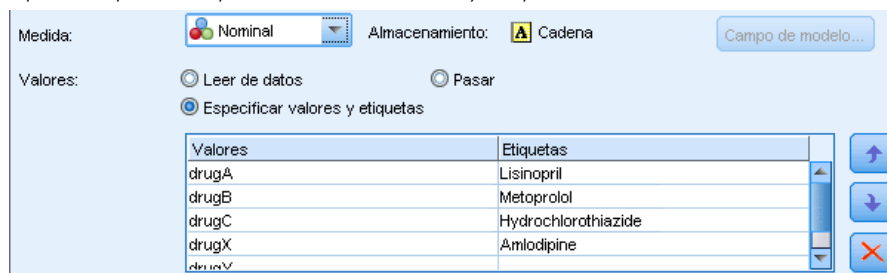 Medida: Nominal Almacenamiento: A Cadena Campo de modelo...
Valores: Leer de datos Pasar
Especificar valores y etiquetas
Valores Etiquetas
drugA Lisinopril
drugB Metoprolol
drugC Hydrochlorothiazide
drugX Amlodipine